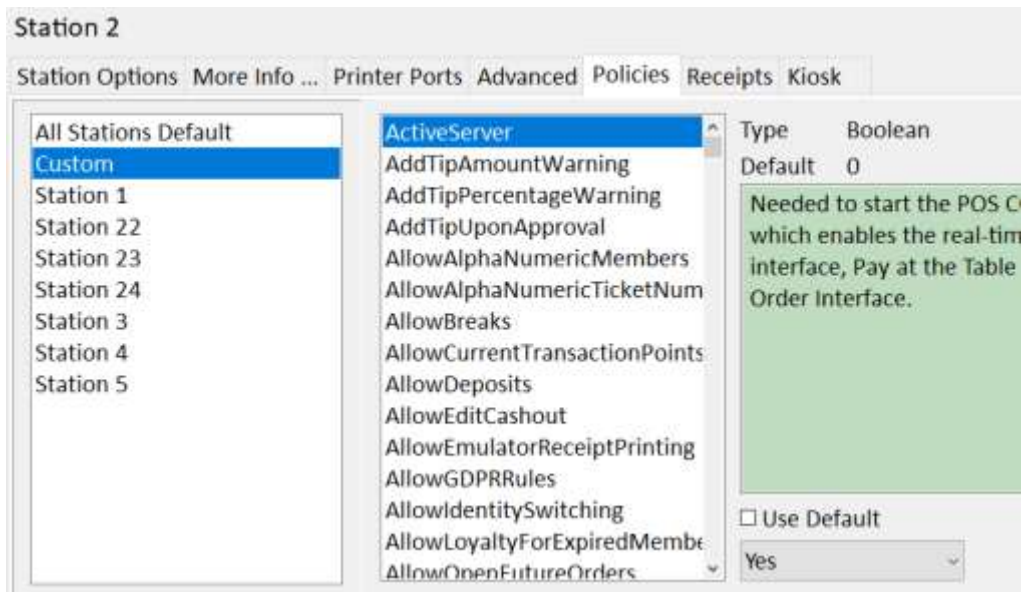 Station 2
Station Options More Info ... Printer Ports Advanced Policies Receipts Kiosk
All Stations Default
Custom
Station 1
Station 22
Station 23
Station 24
Station 3
Station 4
Station 5
ActiveServer
AddTipAmountWarning
AddTipPercentageWarning
AddTipUponApproval
AllowAlphaNumericMembers
AllowAlphaNumericTicketNum
AllowBreaks
AllowCurrentTransactionPoints
AllowDeposits
AllowEditCashout
AllowEmulatorReceiptPrinting
AllowGDPRRules
AllowIdentitySwitching
AllowLoyaltyForExpiredMembe
AllowOpenFutureOrders
Type Boolean
Default 0
Needed to start the POS
which enables the real-tim
interface, Pay at the Table
Order Interface.
Use Default
Yes